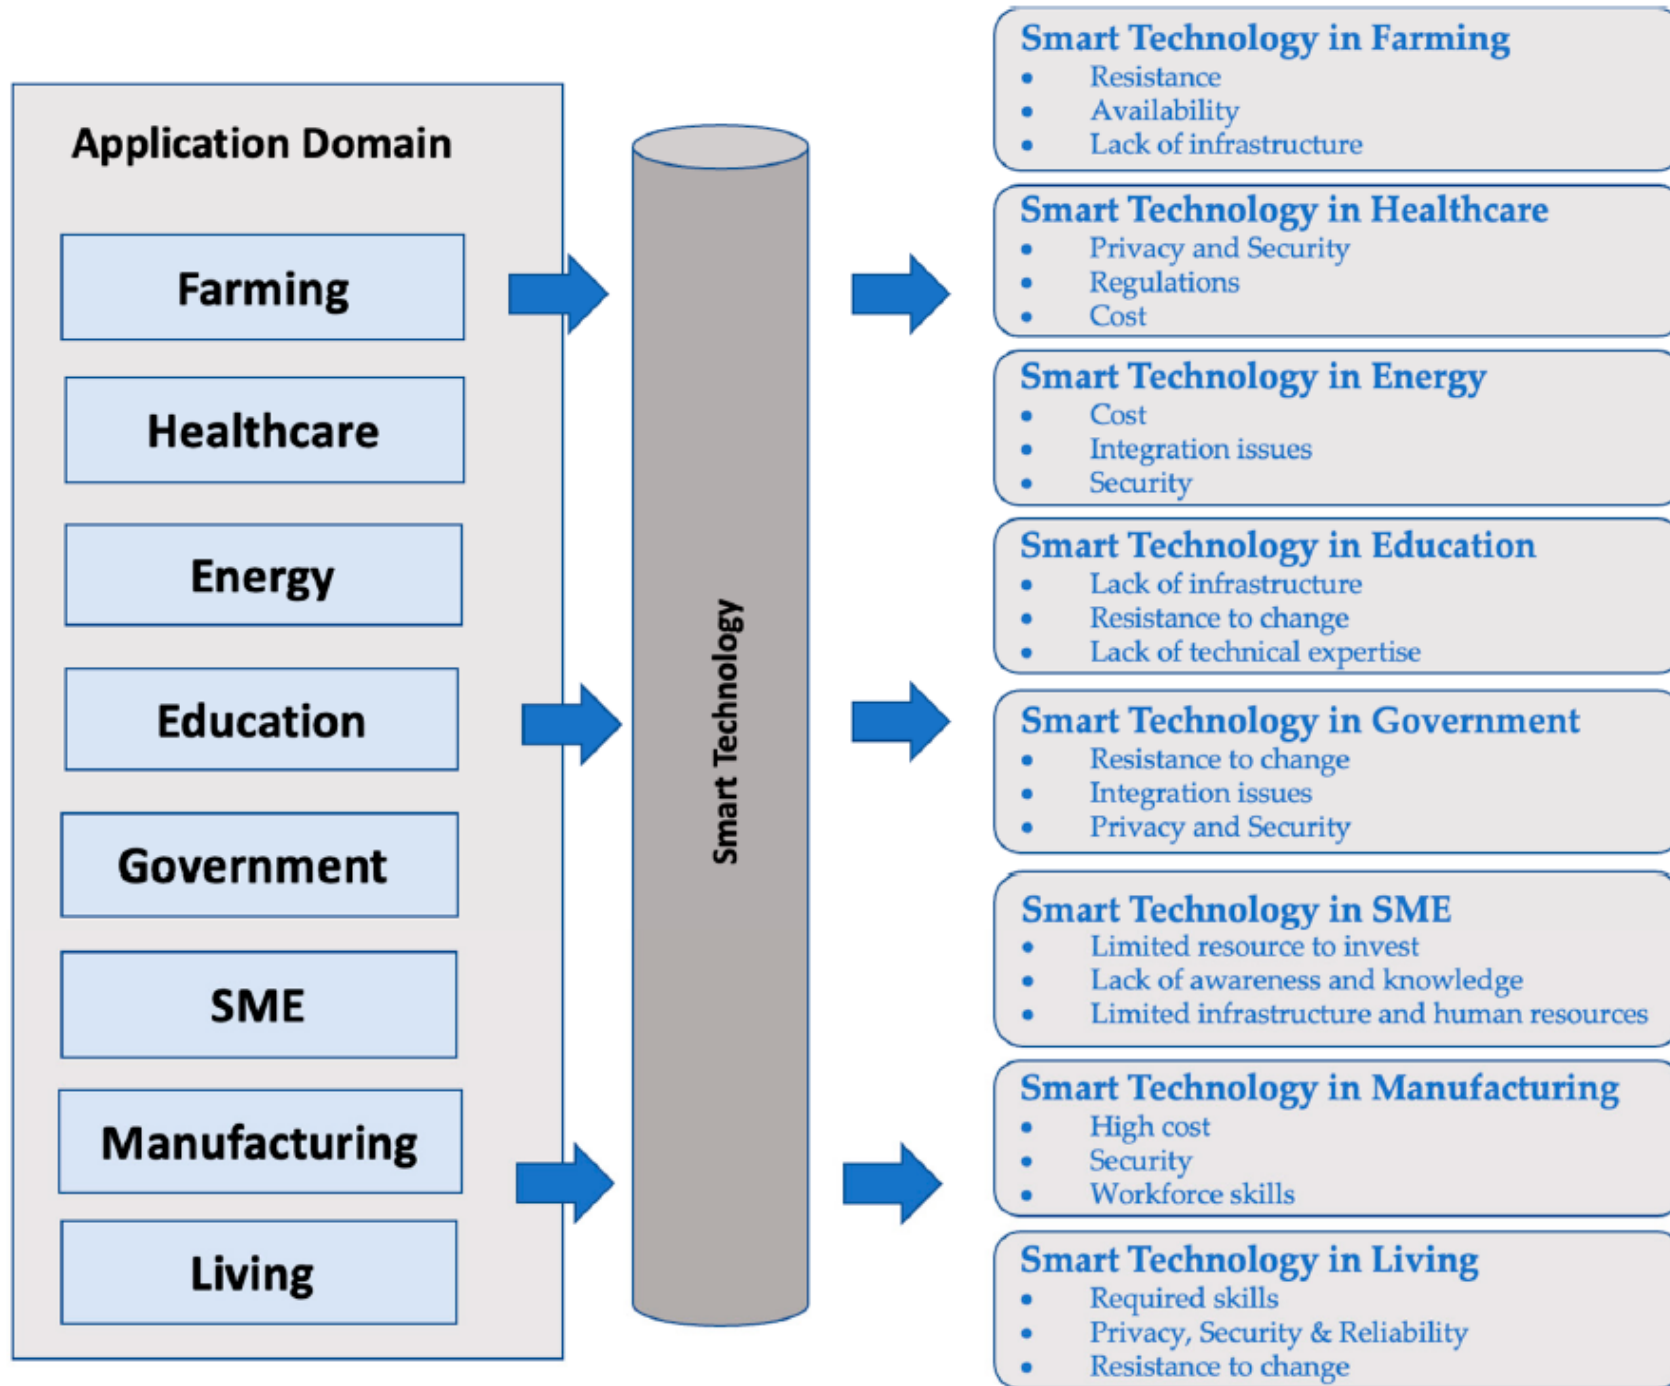 Application Domain
Farming
Healthcare
Energy
Education
Government
SME
Manufacturing
Living
Smart Technology
Smart Technology in Farming
• Resistance
• Availability
• Lack of infrastructure
Smart Technology in Healthcare
• Privacy and Security
• Regulations
• Cost
Smart Technology in Energy
• Cost
• Integration issues
• Security
Smart Technology in Education
• Lack of infrastructure
• Resistance to change
• Lack of technical expertise
Smart Technology in Government
• Resistance to change
• Integration issues
• Privacy and Security
Smart Technology in SME
• Limited resource to invest
• Lack of awareness and knowledge
• Limited infrastructure and human resources
Smart Technology in Manufacturing
• High cost
• Security
• Workforce skills
Smart Technology in Living
• Required skills
• Privacy, Security & Reliability
• Resistance to change